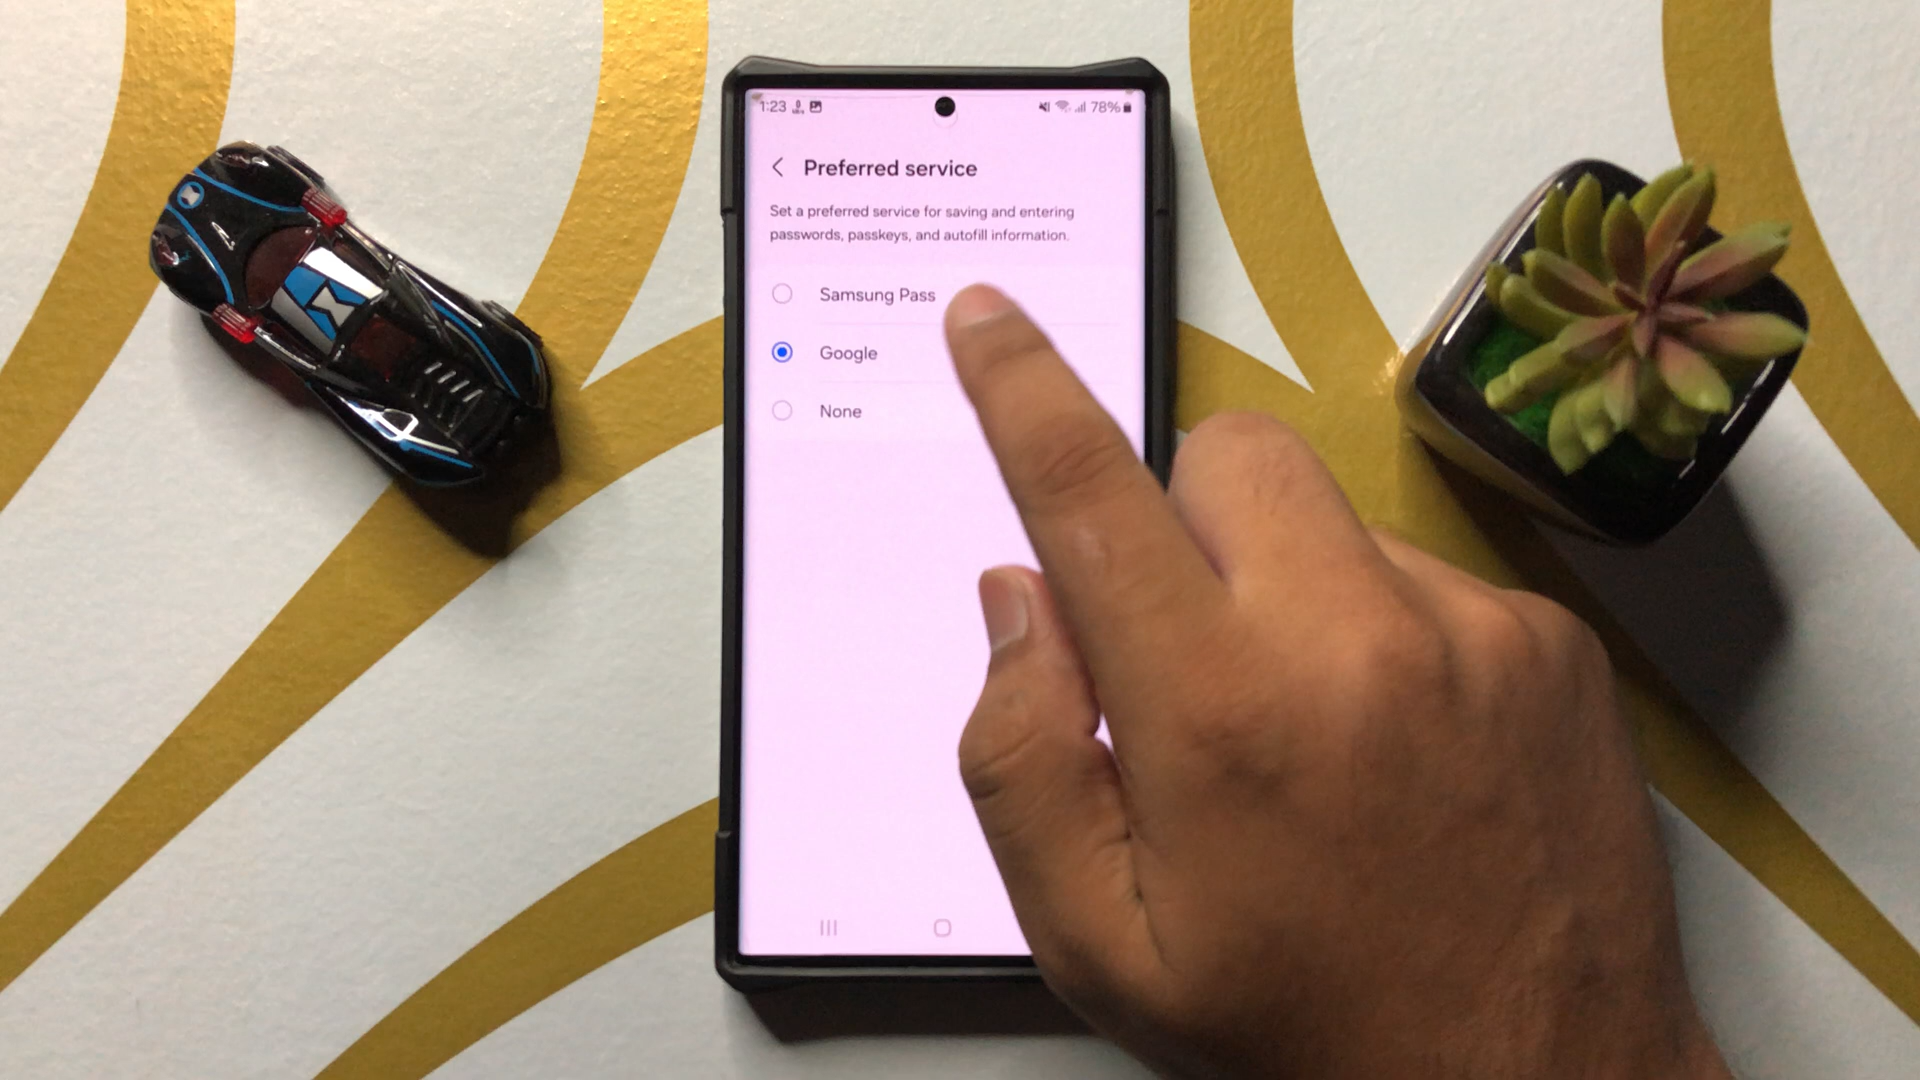 1:23 78%
Preferred service
Set a preferred service for saving and entering
passwords, passkeys, and autofill information.
Samsung Pass
Google
None